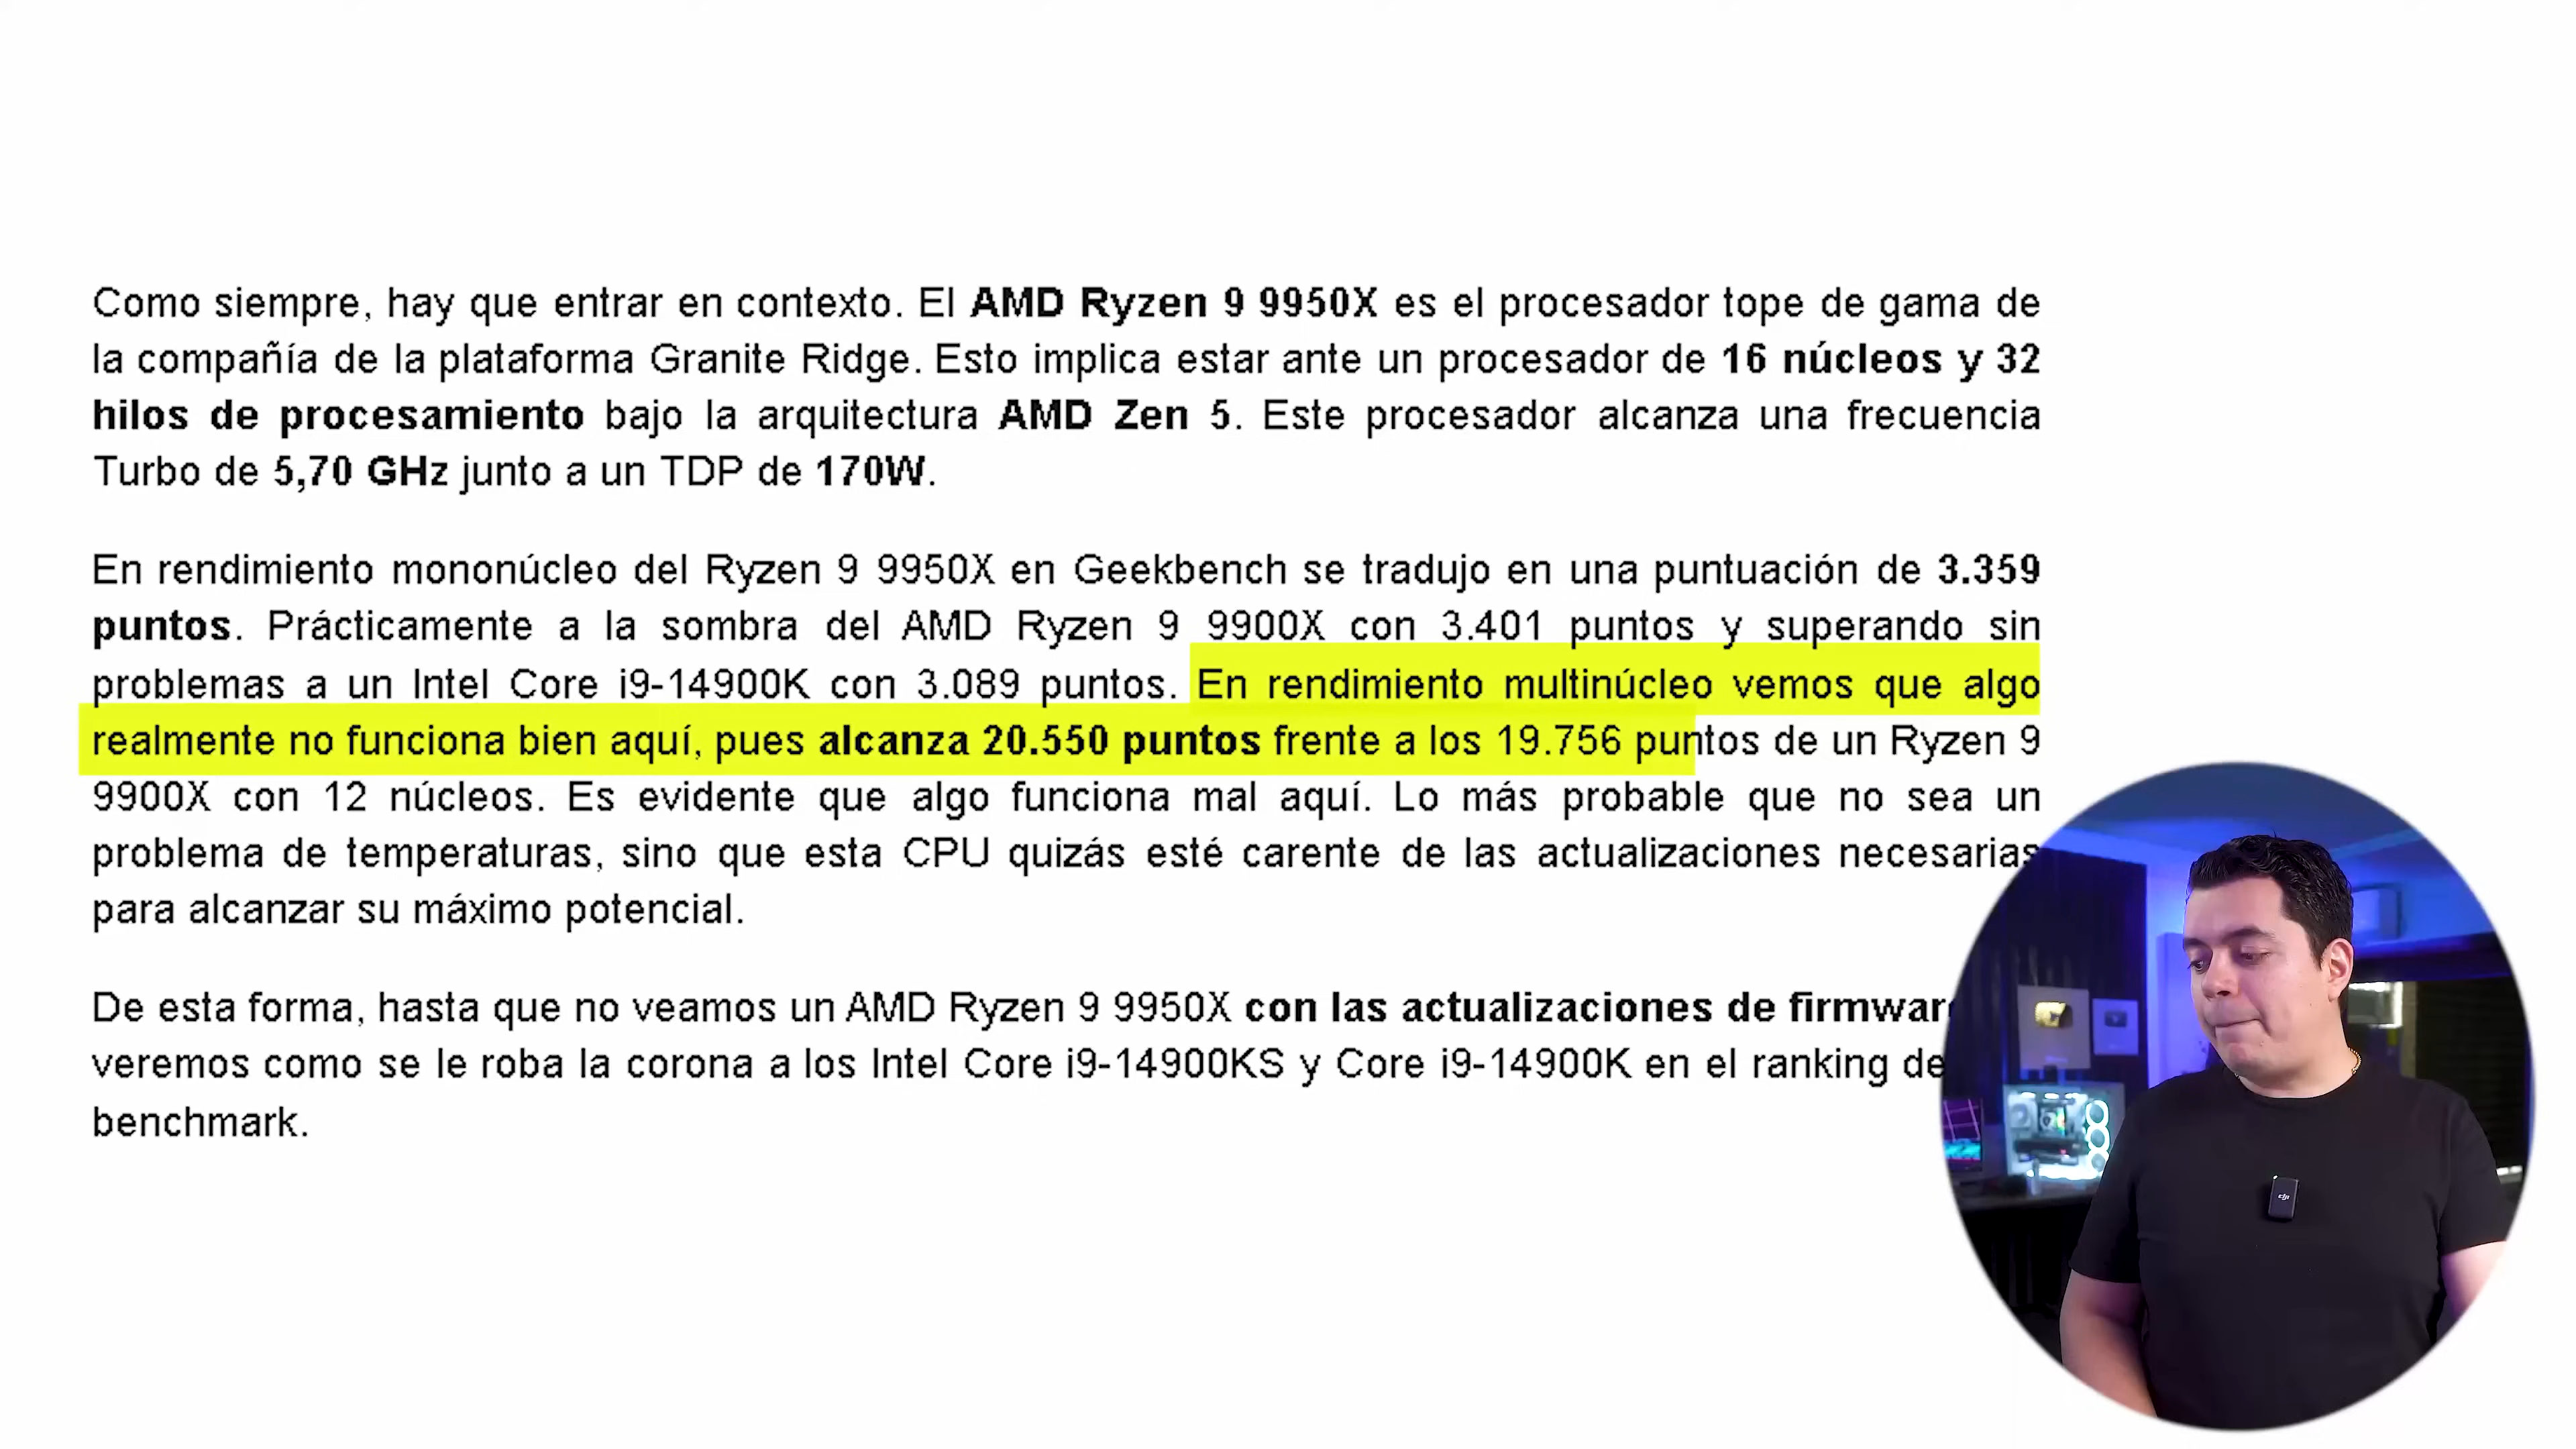 Como siempre, hay que entrar en contexto. El AMD Ryzen 9 9950X es el procesador tope de gama de
la compañía de la plataforma Granite Ridge. Esto implica estar ante un procesador de 16 núcleos y 32
hilos de procesamiento bajo la arquitectura AMD Zen 5. Este procesador alcanza una frecuencia
Turbo de 5,70 GHz junto a un TDP de 170W.
En rendimiento mononúcleo del Ryzen 9 9950X en Geekbench se tradujo en una puntuación de 3.359
puntos. Prácticamente a la sombra del AMD Ryzen 9 9900X con 3.401 puntos y superando sin
problemas a un Intel Core i9-14900K con 3.089 puntos. En rendimiento multinúcleo vemos que algo
realmente no funciona bien aquí, pues alcanza 20.550 puntos frente a los 19.756 puntos de un Ryzen 9
9900X con 12 núcleos. Es evidente que algo funciona mal aquí. Lo más probable que no sea un
problema de temperaturas, sino que esta CPU quizás esté carente de las actualizaciones necesarias
para alcanzar su máximo potencial.
De esta forma, hasta que no veamos un AMD Ryzen 9 9950X con las actualizaciones de firmware
veremos como se le roba la corona a los Intel Core i9-14900KS y Core i9-14900K en el ranking de
benchmark.
dji